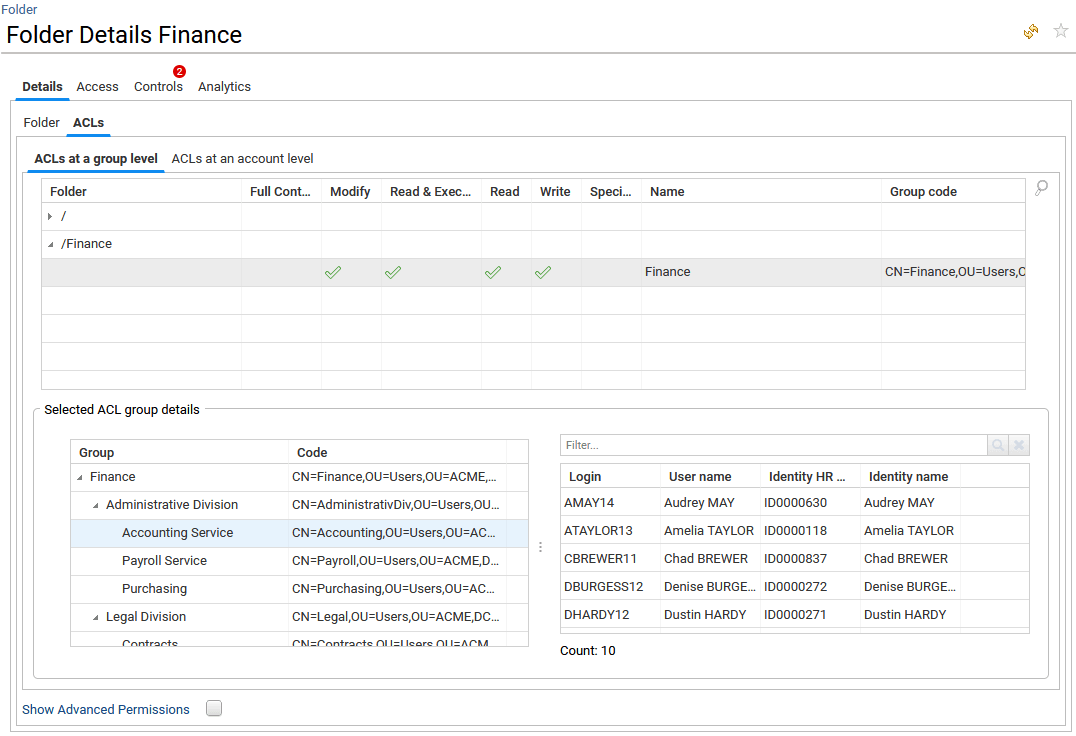 Folder
Folder Details Finance
2
Details Access Controls Analytics
Folder ACLs
ACLs at a group level ACLs at an account level
Folder Full Cont... Modify Read & Exec... Read Write Speci... Name Group code
/
/Finance
Finance CN=Finance,OU=Users,O
Selected ACL group details
Filter...
Group Code
Login User name Identity HR ... Identity name
Finance CN=Finance,OU=Users,OU=ACME,...
AMAY14 Audrey MAY ID0000630 Audrey MAY
Administrative Division CN=AdministrativDiv,OU=Users,OU...
ATAYLOR13 Amelia TAYLOR ID0000118 Amelia TAYLOR
Accounting Service CN=Accounting,OU=Users,OU=AC...
CBREWER11 Chad BREWER ID0000837 Chad BREWER
Payroll Service CN=Payroll,OU=Users,OU=ACME,D...
DBURGESS12 Denise BURGE... ID0000272 Denise BURGE...
Purchasing CN=Purchasing,OU=Users,OU=AC...
DHARDY12 Dustin HARDY ID0000271 Dustin HARDY
Legal Division CN=Legal,OU=Users,OU=ACME,DC...
Contracts CN=Contracts,OU=Users,OU=ACM
Count: 10
Show Advanced Permissions